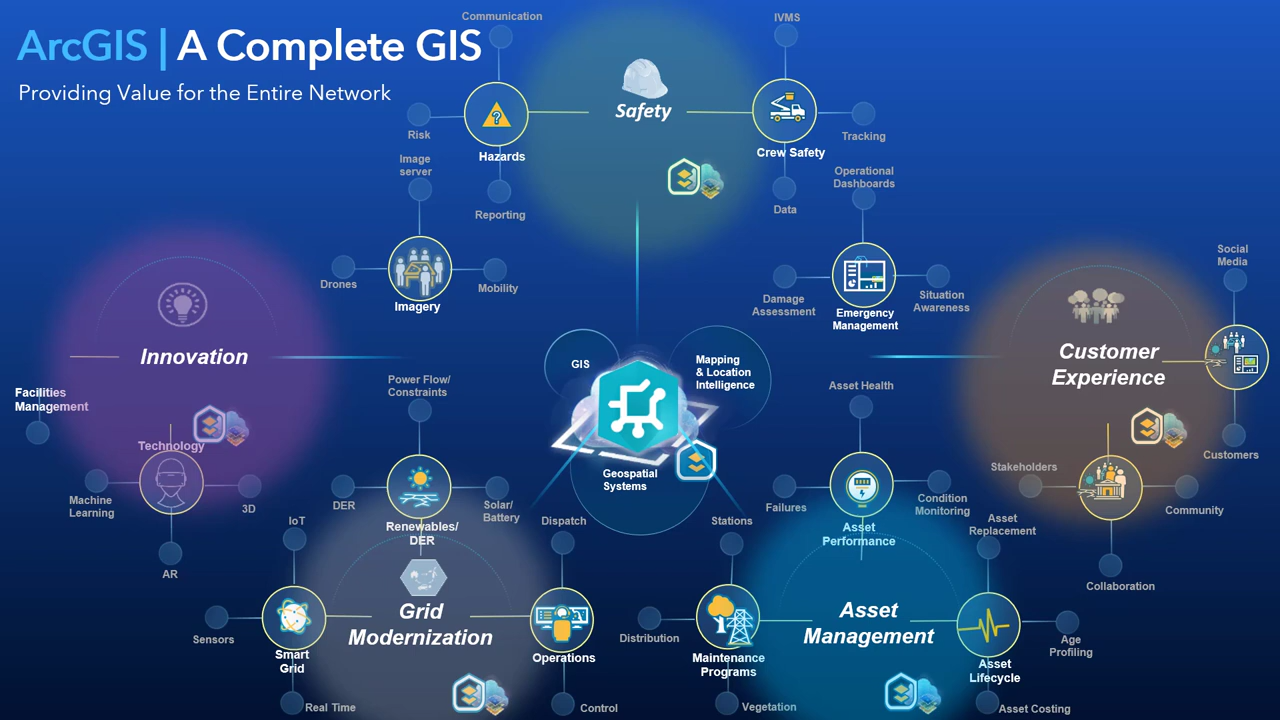 ArcGIS | A Complete GIS
Providing Value for the Entire Network
Communication
Risk
Hazards
Reporting
Safety
IVMS
Crew Safety
Tracking
Data
Image
server
Drones
Imagery
Mobility
Operational
Dashboards
Damage
Assessment
Emergency
Management
Situation
Awareness
Innovation
Facilities
Management
Technology
Machine
Learning
3D
AR
GIS
Mapping
& Location
Intelligence
Geospatial
Systems
Customer
Experience
Social
Media
Customers
Stakeholders
Community
Collaboration
Power Flow/
Constraints
DER
Renewables/
DER
Solar/
Battery
IoT
Sensors
Smart
Grid
Real Time
Grid
Modernization
Dispatch
Operations
Control
Asset Health
Failures
Asset
Performance
Condition
Monitoring
Stations
Distribution
Maintenance
Programs
Vegetation
Asset
Management
Asset
Replacement
Age
Profiling
Asset
Lifecycle
Asset Costing